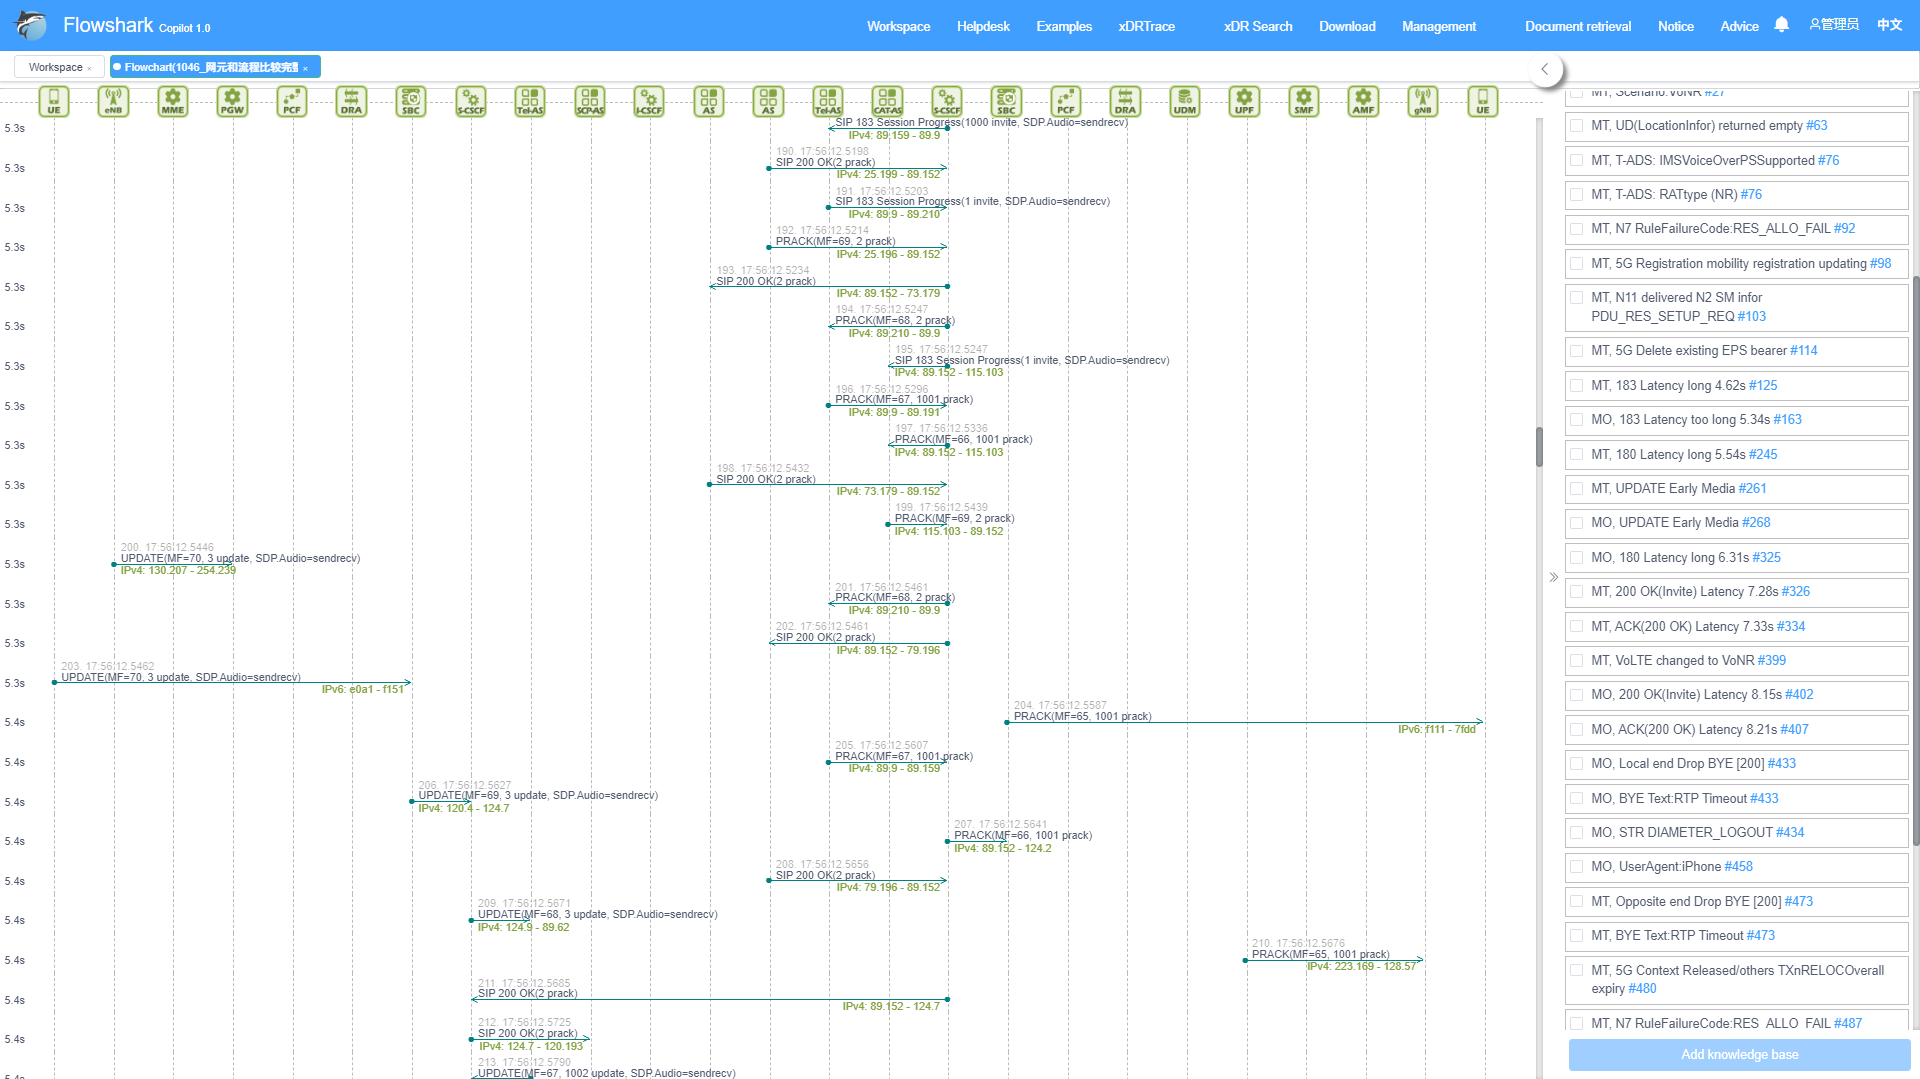 Flowshark Copilot 1.0
Workspace Helpdesk Examples xDRTrace xDR Search Download Management Document retrieval Notice Advice 管理员 中文
Workspace × Flowchart(1046_网元和流程比较完整 ×
UE eNB MME PGW PCF DRA SBC S-CSCF Tel-AS SCP-AS I-CSCF AS AS Tel-AS CAT-AS S-CSCF SBC PCF DRA UDM UPF SMF AMF gNB UE
5.3s
SIP 183 Session Progress(1000 invite, SDP.Audio=sendrecv)
IPv4: 89.159 - 89.9
5.3s
190. 17:56:12.5198
SIP 200 OK(2 prack)
IPv4: 25.199 - 89.152
5.3s
191. 17:56:12.5203
SIP 183 Session Progress(1 invite, SDP.Audio=sendrecv)
IPv4: 89.9 - 89.210
5.3s
192. 17:56:12.5214
PRACK(MF=69, 2 prack)
IPv4: 25.196 - 89.152
5.3s
193. 17:56:12.5234
SIP 200 OK(2 prack)
IPv4: 89.152 - 73.179
5.3s
194. 17:56:12.5247
PRACK(MF=68, 2 prack)
IPv4: 89.210 - 89.9
5.3s
195. 17:56:12.5247
SIP 183 Session Progress(1 invite, SDP.Audio=sendrecv)
IPv4: 89.152 - 115.103
5.3s
196. 17:56:12.5296
PRACK(MF=67, 1001 prack)
IPv4: 89.9 - 89.191
5.3s
197. 17:56:12.5336
PRACK(MF=66, 1001 prack)
IPv4: 89.152 - 115.103
5.3s
198. 17:56:12.5432
SIP 200 OK(2 prack)
IPv4: 73.179 - 89.152
5.3s
199. 17:56:12.5439
PRACK(MF=69, 2 prack)
IPv4: 115.103 - 89.152
5.3s
200. 17:56:12.5446
UPDATE(MF=70, 3 update, SDP.Audio=sendrecv)
IPv4: 130.207 - 254.239
5.3s
201. 17:56:12.5461
PRACK(MF=68, 2 prack)
IPv4: 89.210 - 89.9
5.3s
202. 17:56:12.5461
SIP 200 OK(2 prack)
IPv4: 89.152 - 79.196
5.3s
203. 17:56:12.5462
UPDATE(MF=70, 3 update, SDP.Audio=sendrecv)
IPv6: e0a1 - f151
5.4s
204. 17:56:12.5587
PRACK(MF=65, 1001 prack)
IPv6: f111 - 7fdd
5.4s
205. 17:56:12.5607
PRACK(MF=67, 1001 prack)
IPv4: 89.9 - 89.159
5.4s
206. 17:56:12.5627
UPDATE(MF=69, 3 update, SDP.Audio=sendrecv)
IPv4: 120.4 - 124.7
5.4s
207. 17:56:12.5641
PRACK(MF=66, 1001 prack)
IPv4: 89.152 - 124.2
5.4s
208. 17:56:12.5656
SIP 200 OK(2 prack)
IPv4: 79.196 - 89.152
5.4s
209. 17:56:12.5671
UPDATE(MF=68, 3 update, SDP.Audio=sendrecv)
IPv4: 124.9 - 89.62
5.4s
210. 17:56:12.5676
PRACK(MF=65, 1001 prack)
IPv4: 223.169 - 128.57
5.4s
211. 17:56:12.5685
SIP 200 OK(2 prack)
IPv4: 89.152 - 124.7
5.4s
212. 17:56:12.5725
SIP 200 OK(2 prack)
IPv4: 124.7 - 120.193
5.4s
213. 17:56:12.5790
UPDATE(MF=67, 1002 update, SDP.Audio=sendrecv)
MT, Scenario:VoNR #27
MT, UD(LocationInfor) returned empty #63
MT, T-ADS: IMSVoiceOverPSSupported #76
MT, T-ADS: RATtype (NR) #76
MT, N7 RuleFailureCode:RES_ALLO_FAIL #92
MT, 5G Registration mobility registration updating #98
MT, N11 delivered N2 SM infor
PDU_RES_SETUP_REQ #103
MT, 5G Delete existing EPS bearer #114
MT, 183 Latency long 4.62s #125
MO, 183 Latency too long 5.34s #163
MT, 180 Latency long 5.54s #245
MT, UPDATE Early Media #261
MO, UPDATE Early Media #268
MO, 180 Latency long 6.31s #325
MT, 200 OK(Invite) Latency 7.28s #326
MT, ACK(200 OK) Latency 7.33s #334
MT, VoLTE changed to VoNR #399
MO, 200 OK(Invite) Latency 8.15s #402
MO, ACK(200 OK) Latency 8.21s #407
MO, Local end Drop BYE [200] #433
MO, BYE Text:RTP Timeout #433
MO, STR DIAMETER_LOGOUT #434
MO, UserAgent:iPhone #458
MT, Opposite end Drop BYE [200] #473
MT, BYE Text:RTP Timeout #473
MT, 5G Context Released/others TXnRELOCOverall
expiry #480
MT, N7 RuleFailureCode:RES_ALLO_FAIL #487
Add knowledge base